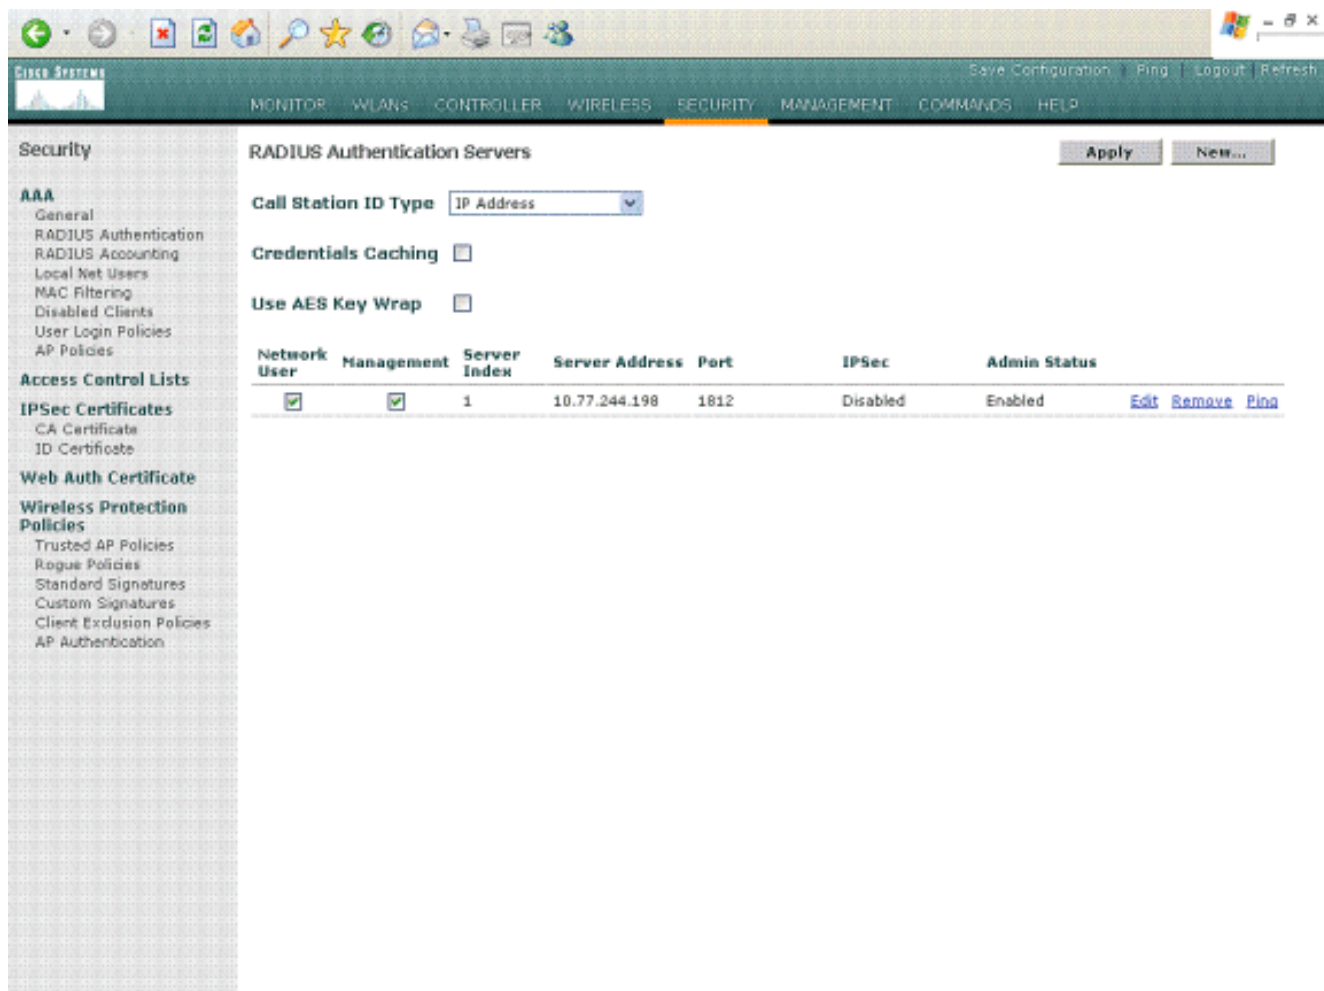 Save Configuration | Ping | Logout | Refresh
CISCO SYSTEMS
MONITOR WLANs CONTROLLER WIRELESS SECURITY MANAGEMENT COMMANDS HELP
Security
AAA
General
RADIUS Authentication
RADIUS Accounting
Local Net Users
MAC Filtering
Disabled Clients
User Login Policies
AP Policies
Access Control Lists
IPSec Certificates
CA Certificate
ID Certificate
Web Auth Certificate
Wireless Protection
Policies
Trusted AP Policies
Rogue Policies
Standard Signatures
Custom Signatures
Client Exclusion Policies
AP Authentication
RADIUS Authentication Servers
Apply New...
Call Station ID Type IP Address
Credentials Caching
Use AES Key Wrap
Network User Management Server Index Server Address Port IPSec Admin Status
1 10.77.244.198 1812 Disabled Enabled Edit Remove Ping